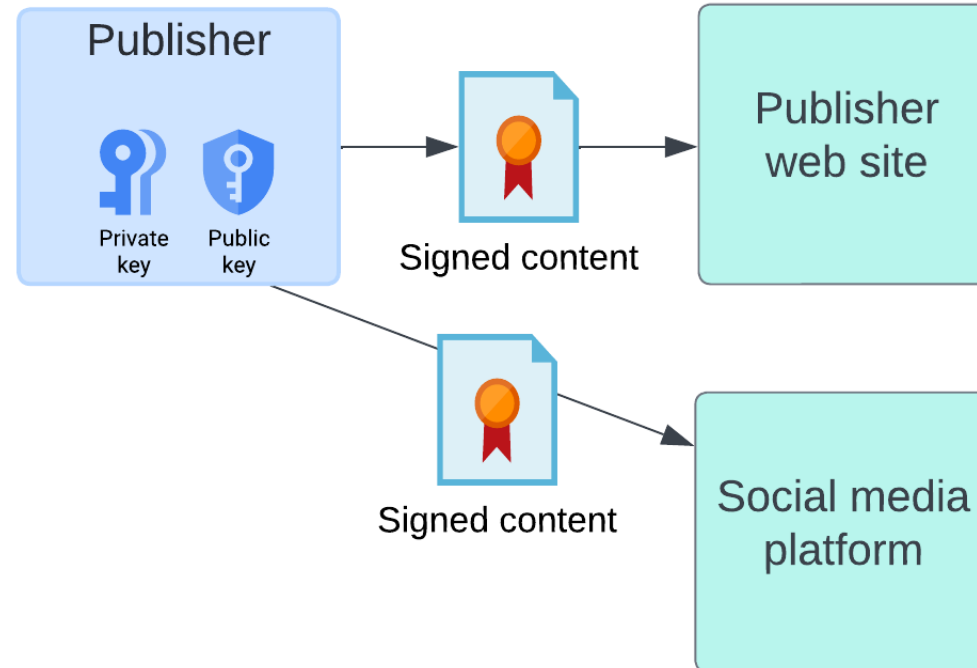 Publisher
Private
key
Public
key
Signed content
Publisher
web site
Signed content
Social media
platform